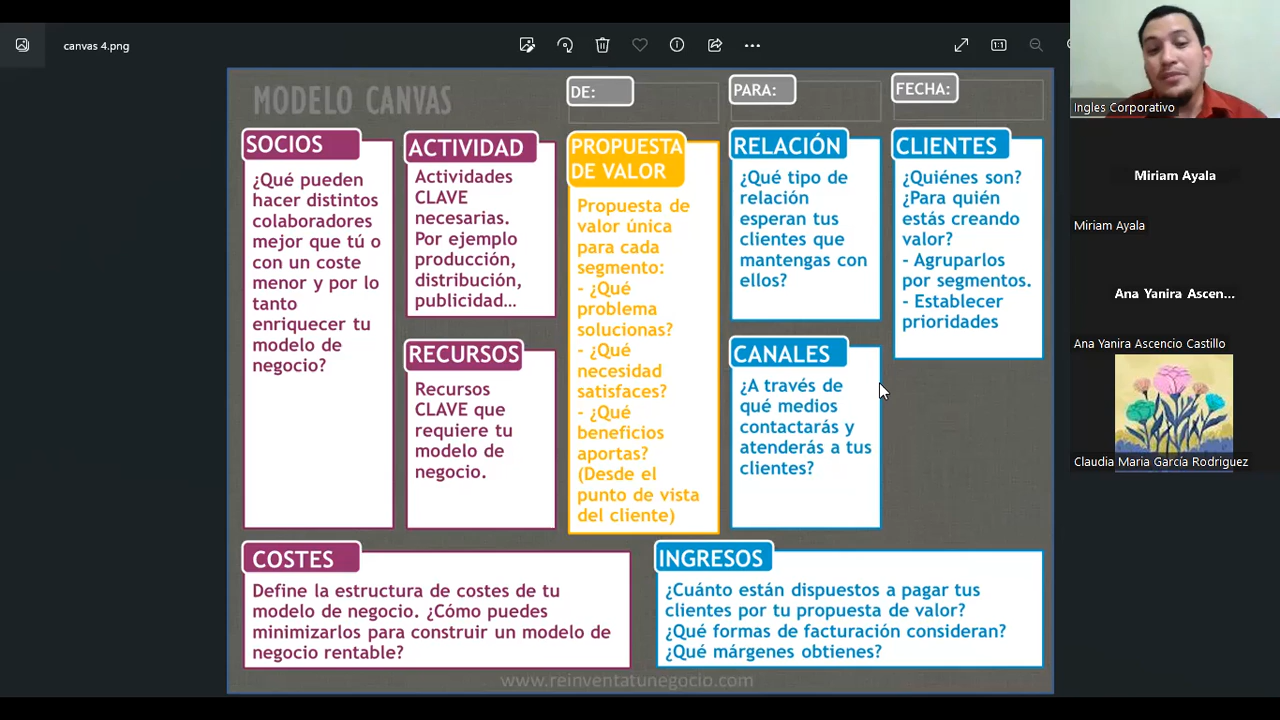 canvas 4.png
1:1
MODELO CANVAS
DE:
PARA:
FECHA:
SOCIOS
¿Qué pueden
hacer distintos
colaboradores
mejor que tú o
con un coste
menor y por lo
tanto
enriquecer tu
modelo de
negocio?
ACTIVIDAD
Actividades
CLAVE
necesarias.
Por ejemplo
producción,
distribución,
publicidad...
RECURSOS
Recursos
CLAVE que
requiere tu
modelo de
negocio.
PROPUESTA
DE VALOR
Propuesta de
valor única
para cada
segmento:
- ¿Qué
problema
solucionas?
- ¿Qué
necesidad
satisfaces?
- ¿Qué
beneficios
aportas?
(Desde el
punto de vista
del cliente)
RELACIÓN
¿Qué tipo de
relación
esperan tus
clientes que
mantengas con
ellos?
CANALES
¿A través de
qué medios
contactarás y
atenderás a tus
clientes?
CLIENTES
¿Quiénes son?
¿Para quién
estás creando
valor?
- Agruparlos
por segmentos.
- Establecer
prioridades
COSTES
Define la estructura de costes de tu
modelo de negocio. ¿Cómo puedes
minimizarlos para construir un modelo de
negocio rentable?
INGRESOS
¿Cuánto están dispuestos a pagar tus
clientes por tu propuesta de valor?
¿Qué formas de facturación consideran?
¿Qué márgenes obtienes?
www.reinventatunegocio.com
Ingles Corporativo
Miriam Ayala
Miriam Ayala
Ana Yanira Ascen...
Ana Yanira Ascencio Castillo
Claudia Maria García Rodriguez